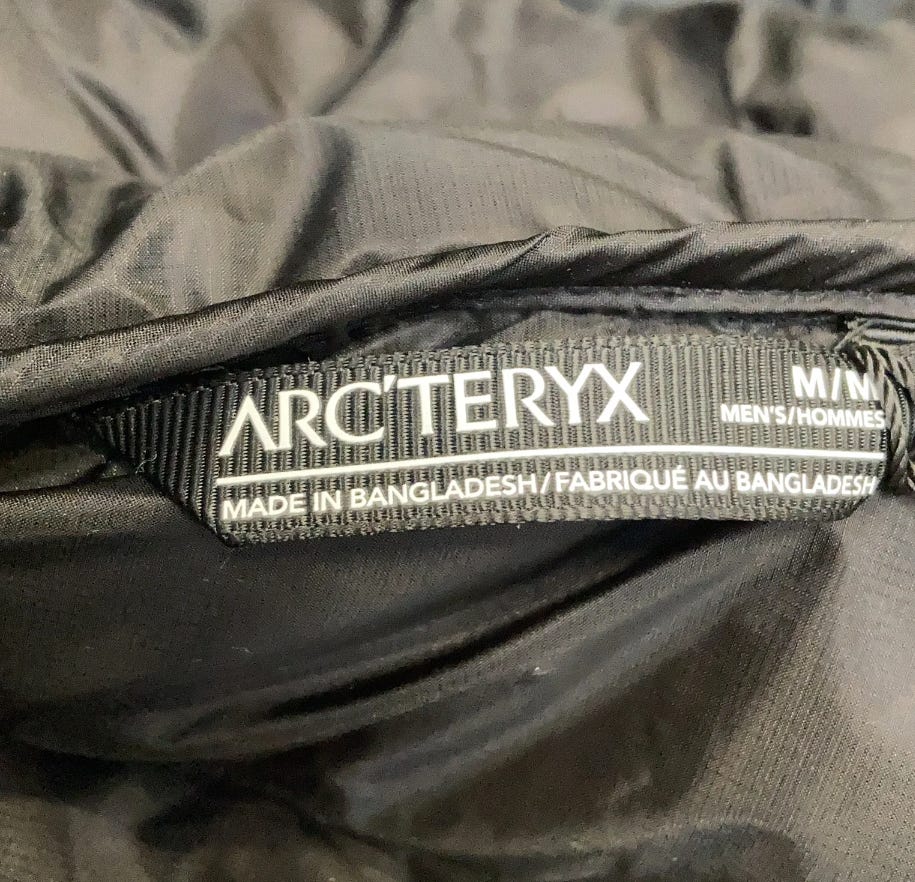 ARC'TERYX
M/M
MEN'S/HOMMES
MADE IN BANGLADESH/FABRIQUÉ AU BANGLADESH